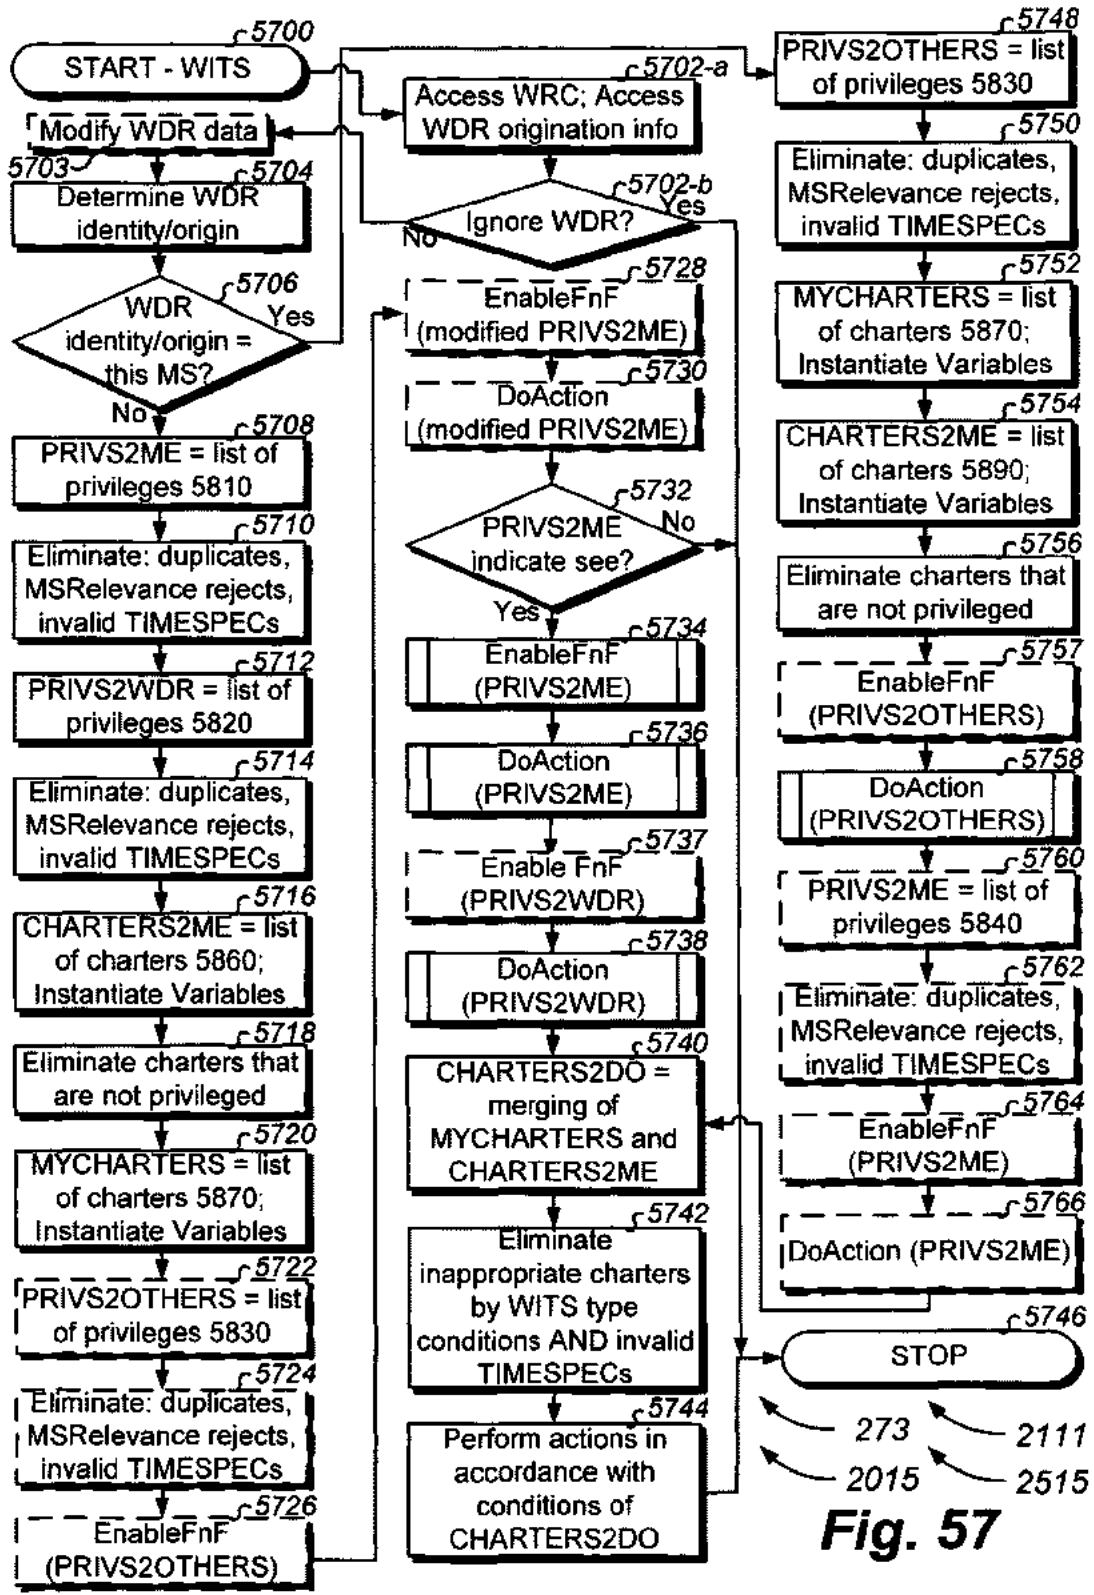 5700
START - WITS
Modify WDR data
5703
5704
Determine WDR
identity/origin
5706
WDR
identity/origin =
this MS?
Yes
No
5708
PRIVS2ME = list of
privileges 5810
5710
Eliminate: duplicates,
MSRelevance rejects,
invalid TIMESPECs
5712
PRIVS2WDR = list of
privileges 5820
5714
Eliminate: duplicates,
MSRelevance rejects,
invalid TIMESPECs
5716
CHARTERS2ME = list
of charters 5860;
Instantiate Variables
5718
Eliminate charters that
are not privileged
5720
MYCHARTERS = list
of charters 5870;
Instantiate Variables
5722
PRIVS2OTHERS = list
of privileges 5830
5724
Eliminate: duplicates,
MSRelevance rejects,
invalid TIMESPECs
5726
EnableFnF
(PRIVS2OTHERS)
5702-a
Access WRC; Access
WDR origination info
5702-b
Ignore WDR?
Yes
No
5728
EnableFnF
(modified PRIVS2ME)
5730
DoAction
(modified PRIVS2ME)
5732
PRIVS2ME
indicate see?
No
Yes
5734
EnableFnF
(PRIVS2ME)
5736
DoAction
(PRIVS2ME)
5737
Enable FnF
(PRIVS2WDR)
5738
DoAction
(PRIVS2WDR)
5740
CHARTERS2DO =
merging of
MYCHARTERS and
CHARTERS2ME
5742
Eliminate
inappropriate charters
by WITS type
conditions AND invalid
TIMESPECs
5744
Perform actions in
accordance with
conditions of
CHARTERS2DO
5748
PRIVS2OTHERS = list
of privileges 5830
5750
Eliminate: duplicates,
MSRelevance rejects,
invalid TIMESPECs
5752
MYCHARTERS = list
of charters 5870;
Instantiate Variables
5754
CHARTERS2ME = list
of charters 5890;
Instantiate Variables
5756
Eliminate charters that
are not privileged
5757
EnableFnF
(PRIVS2OTHERS)
5758
DoAction
(PRIVS2OTHERS)
5760
PRIVS2ME = list of
privileges 5840
5762
Eliminate: duplicates,
MSRelevance rejects,
invalid TIMESPECs
5764
EnableFnF
(PRIVS2ME)
5766
DoAction (PRIVS2ME)
5746
STOP
273
2111
2015
2515
Fig. 57